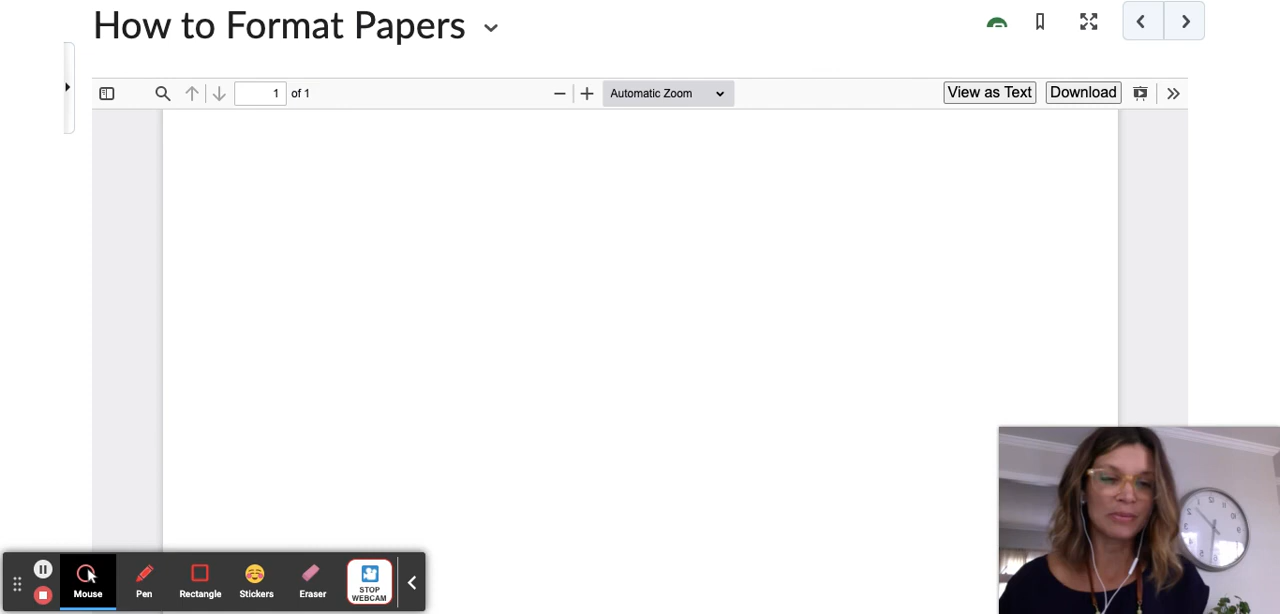 How to Format Papers
1 of 1
Automatic Zoom
View as Text
Download
Mouse
Pen
Rectangle
Stickers
Eraser
STOP
WEBCAM